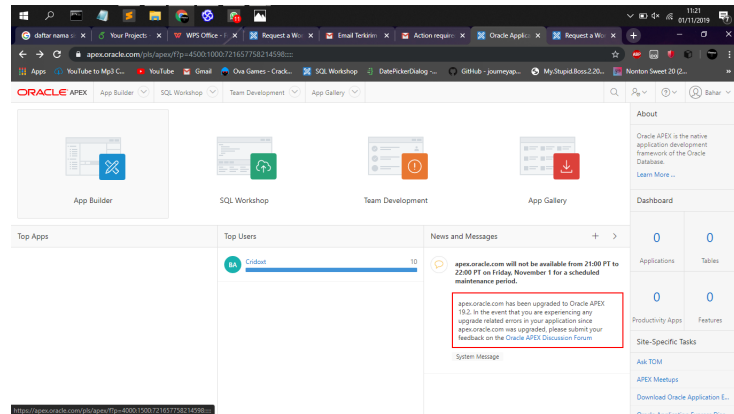 11:21
01/11/2019
daftar nama si
Your Projects -
WPS Office -
Request a Wo
Email Terkirim
Action require
Oracle Applic
Request a Wor
apex.oracle.com/pls/apex/f?p=4500:1000:721657758214598:::::
Apps
YouTube to Mp3 C...
YouTube
Gmail
Ova Games - Crack...
SQL Workshop
DatePickerDialog -...
GitHub - journeyap...
My.Stupid.Boss.2.20...
Nonton Sweet 20 (2...
ORACLE APEX
App Builder
SQL Workshop
Team Development
App Gallery
Bahar
App Builder
SQL Workshop
Team Development
App Gallery
Top Apps
Top Users
BA
Cridoxt
10
News and Messages
apex.oracle.com will not be available from 21:00 PT to
22:00 PT on Friday, November 1 for a scheduled
maintenance period.
apex.oracle.com has been upgraded to Oracle APEX
19.2. In the event that you are experiencing any
upgrade related errors in your application since
apex.oracle.com was upgraded, please submit your
feedback on the Oracle APEX Discussion Forum
System Message
About
Oracle APEX is the native
application development
framework of the Oracle
Database.
Learn More ...
Dashboard
0
0
Applications
Tables
0
0
Productivity Apps
Features
Site-Specific Tasks
Ask TOM
APEX Meetups
Download Oracle Application E...
https://apex.oracle.com/pls/apex/f?p=4000:1500:721657758214598:::::